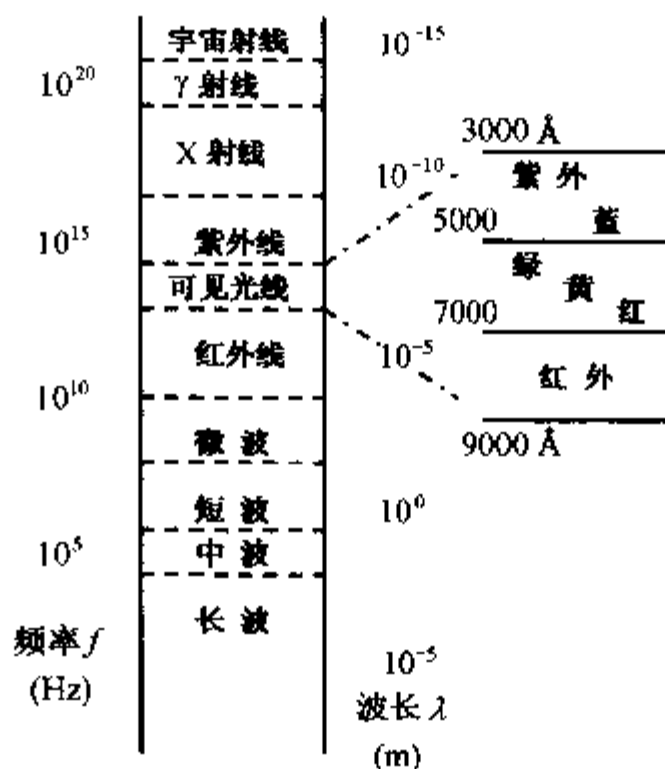 宇宙射线
γ 射线
X 射线
紫外线
可见光线
红外线
微波
短波
中波
长波
10²⁰
10¹⁵
10¹⁰
10⁵
频率 f
(Hz)
10⁻¹⁵
10⁻¹⁰
10⁻⁵
10⁰
10⁻⁵
波长 λ
(m)
3000 Å
紫外
5000 蓝
绿
黄
7000 红
红外
9000 Å